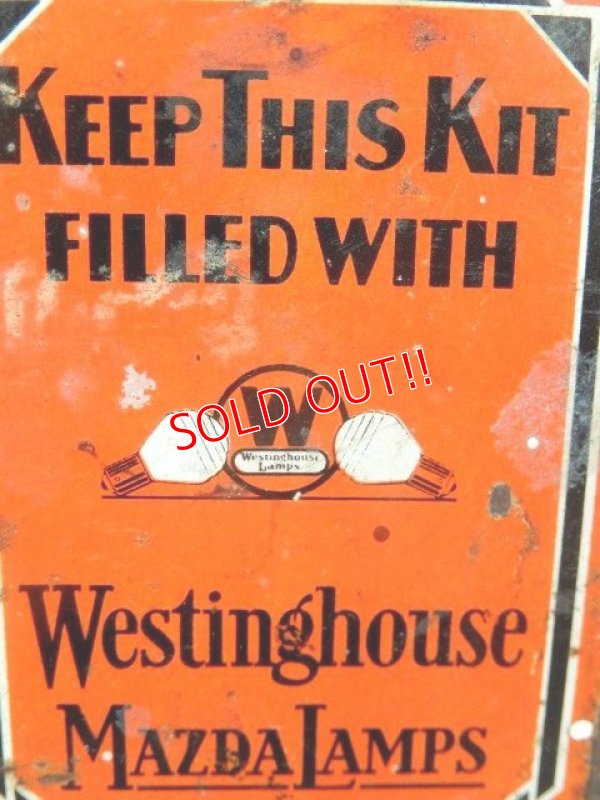 KEEP THIS KIT
FILLED WITH
SOLD OUT!!
W
Westinghouse
Lamps
Westinghouse
MAZDA LAMPS